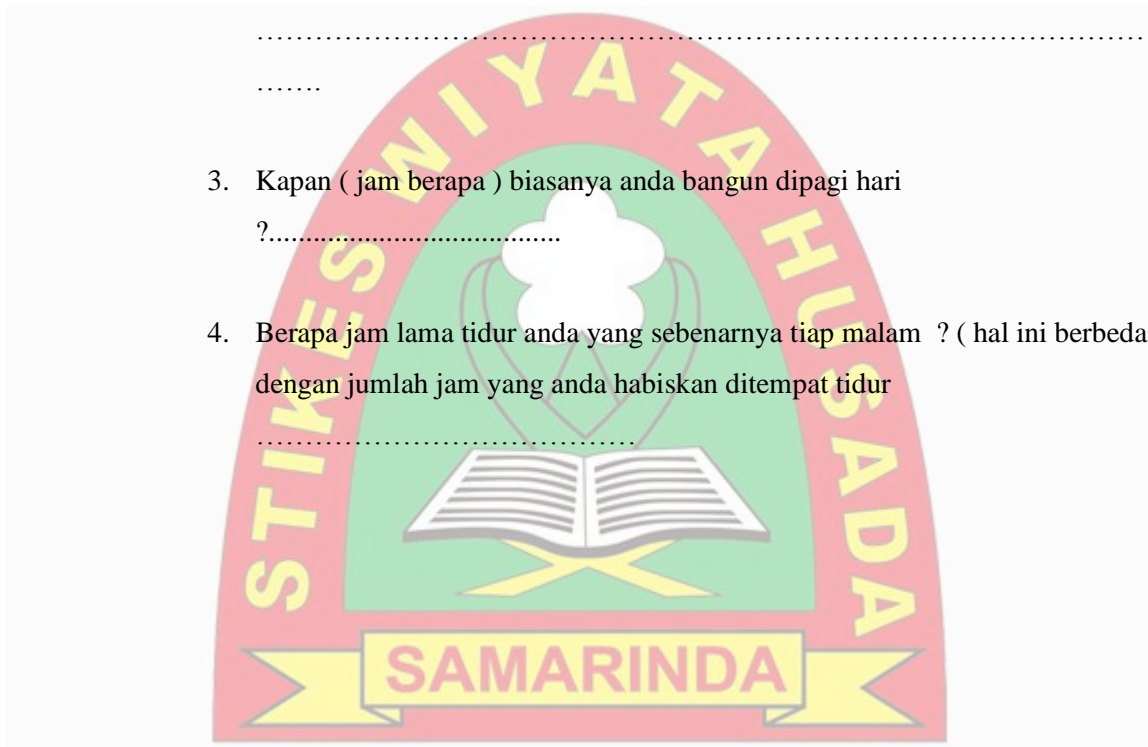 ……………………………………………………………………………
…….
3. Kapan ( jam berapa ) biasanya anda bangun dipagi hari
?.......................................
4. Berapa jam lama tidur anda yang sebenarnya tiap malam ? ( hal ini berbeda
dengan jumlah jam yang anda habiskan ditempat tidur
…………………………………
STIKES WIYATA HUSADA
SAMARINDA